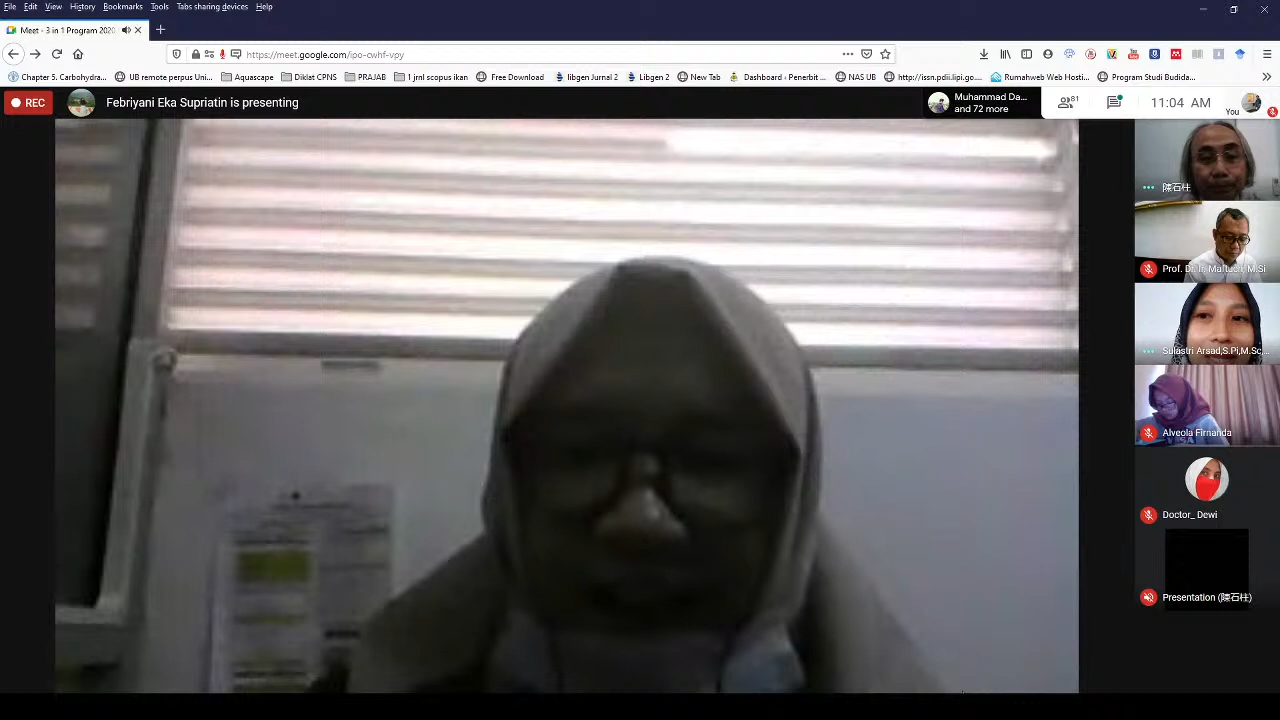 File Edit View History Bookmarks Tools Tabs sharing devices Help
Meet - 3 in 1 Program 2020
https://meet.google.com/ipo-cwhf-vpy
Chapter 5. Carbohydra... UB remote perpus Uni... Aquascape Diklat CPNS PRAJAB 1 jml scopus ikan Free Download libgen Jurnal 2 Libgen 2 New Tab Dashboard ‹ Penerbit ... NAS UB http://issn.pdii.lipi.go... Rumahweb Web Hosti... Program Studi Budida...
REC
Febriyani Eka Supriatin is presenting
Muhammad Da...
and 72 more
81
11:04 AM
You
陳石柱
Prof. Dr. Ir. Maftuch, M.Si
Sulastri Arsad,S.Pi,M.Sc,...
Alveola Firnanda
Doctor_ Dewi
Presentation (陳石柱)